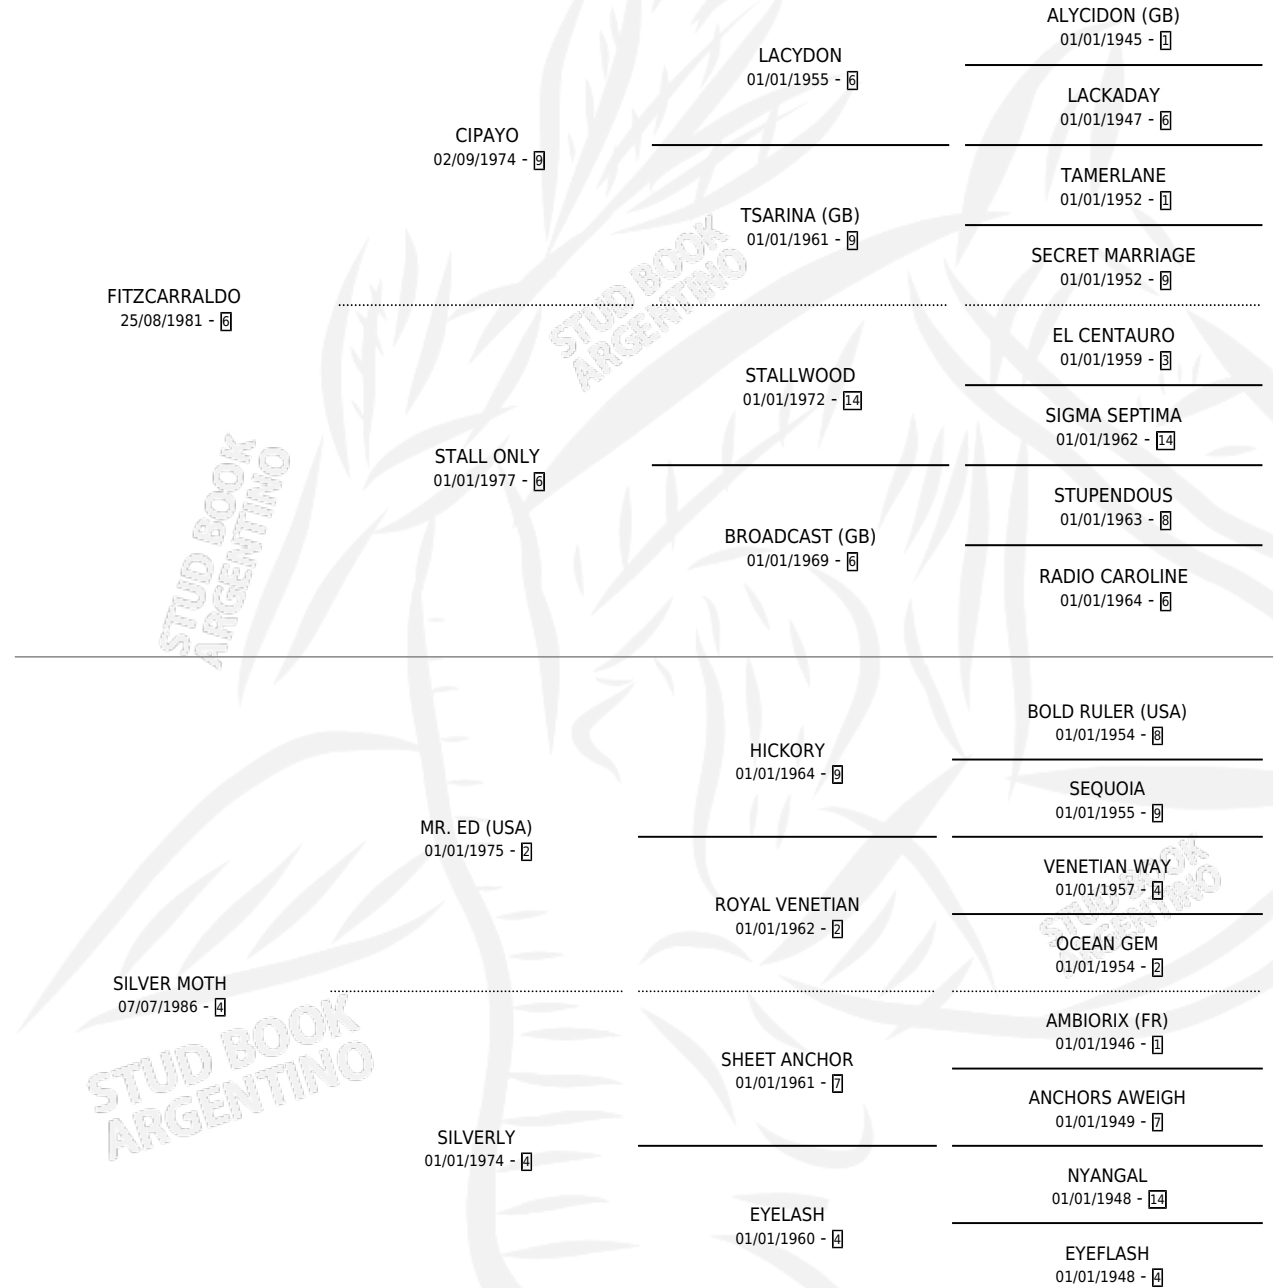 ALYCIDON (GB)
01/01/1945 - 1
LACYDON
01/01/1955 - 6
LACKADAY
01/01/1947 - 6
CIPAYO
02/09/1974 - 9
TAMERLANE
01/01/1952 - 1
TSARINA (GB)
01/01/1961 - 9
SECRET MARRIAGE
01/01/1952 - 9
FITZCARRALDO
25/08/1981 - 6
EL CENTAURO
01/01/1959 - 3
STALLWOOD
01/01/1972 - 14
SIGMA SEPTIMA
01/01/1962 - 14
STALL ONLY
01/01/1977 - 6
STUPENDOUS
01/01/1963 - 8
BROADCAST (GB)
01/01/1969 - 6
RADIO CAROLINE
01/01/1964 - 6
STUD BOOK
ARGENTINO
STUD BOOK
ARGENTINO
BOLD RULER (USA)
01/01/1954 - 8
HICKORY
01/01/1964 - 9
SEQUOIA
01/01/1955 - 9
MR. ED (USA)
01/01/1975 - 2
VENETIAN WAY
01/01/1957 - 4
ROYAL VENETIAN
01/01/1962 - 2
OCEAN GEM
01/01/1954 - 2
SILVER MOTH
07/07/1986 - 4
AMBIORIX (FR)
01/01/1946 - 1
SHEET ANCHOR
01/01/1961 - 7
ANCHORS AWEIGH
01/01/1949 - 7
SILVERLY
01/01/1974 - 4
NYANGAL
01/01/1948 - 14
EYELASH
01/01/1960 - 4
EYEFLASH
01/01/1948 - 4
STUD BOOK
ARGENTINO
STUD BOOK
ARGENTINO